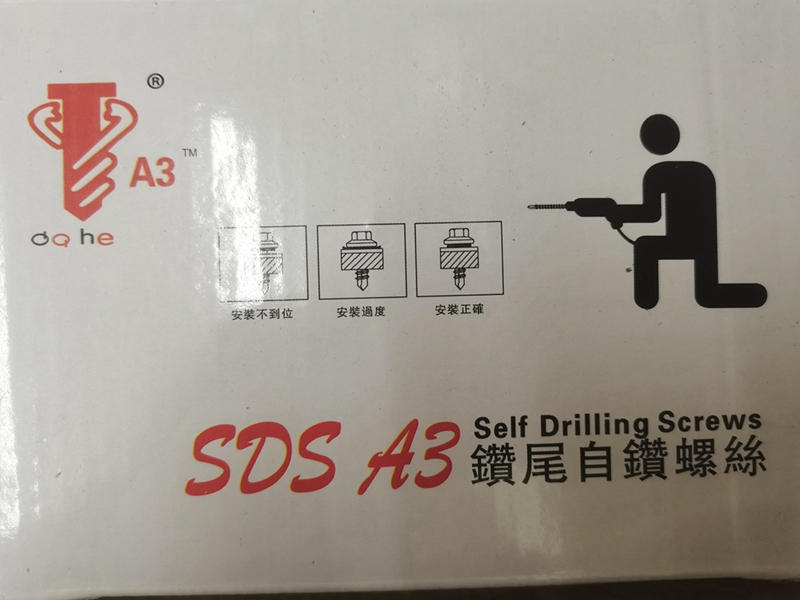 ®
A3 ™
dq he
安裝不到位
安裝過度
安裝正確
SDS A3
Self Drilling Screws
鑽尾自鑽螺絲